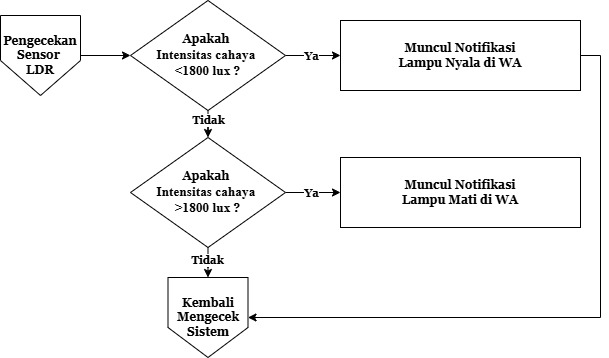 Pengecekan
Sensor
LDR
Apakah
Intensitas cahaya
<1800 lux ?
Ya
Muncul Notifikasi
Lampu Nyala di WA
Tidak
Apakah
Intensitas cahaya
>1800 lux ?
Ya
Muncul Notifikasi
Lampu Mati di WA
Tidak
Kembali
Mengecek
Sistem